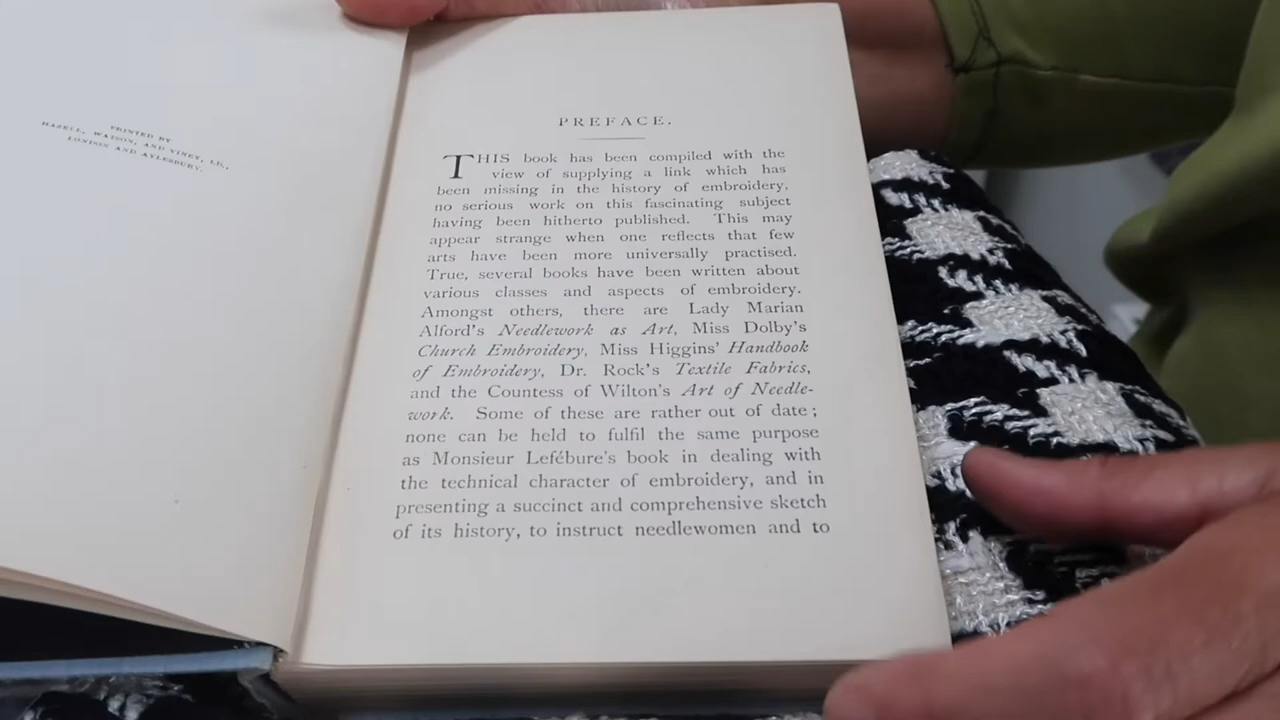 PRINTED BY
HAZELL, WATSON, AND VINEY, LD.,
LONDON AND AYLESBURY.
PREFACE.
THIS book has been compiled with the
view of supplying a link which has
been missing in the history of embroidery,
no serious work on this fascinating subject
having been hitherto published. This may
appear strange when one reflects that few
arts have been more universally practised.
True, several books have been written about
various classes and aspects of embroidery.
Amongst others, there are Lady Marian
Alford's Needlework as Art, Miss Dolby's
Church Embroidery, Miss Higgins' Handbook
of Embroidery, Dr. Rock's Textile Fabrics,
and the Countess of Wilton's Art of Needle-
work. Some of these are rather out of date;
none can be held to fulfil the same purpose
as Monsieur Lefébure's book in dealing with
the technical character of embroidery, and in
presenting a succinct and comprehensive sketch
of its history, to instruct needlewomen and to